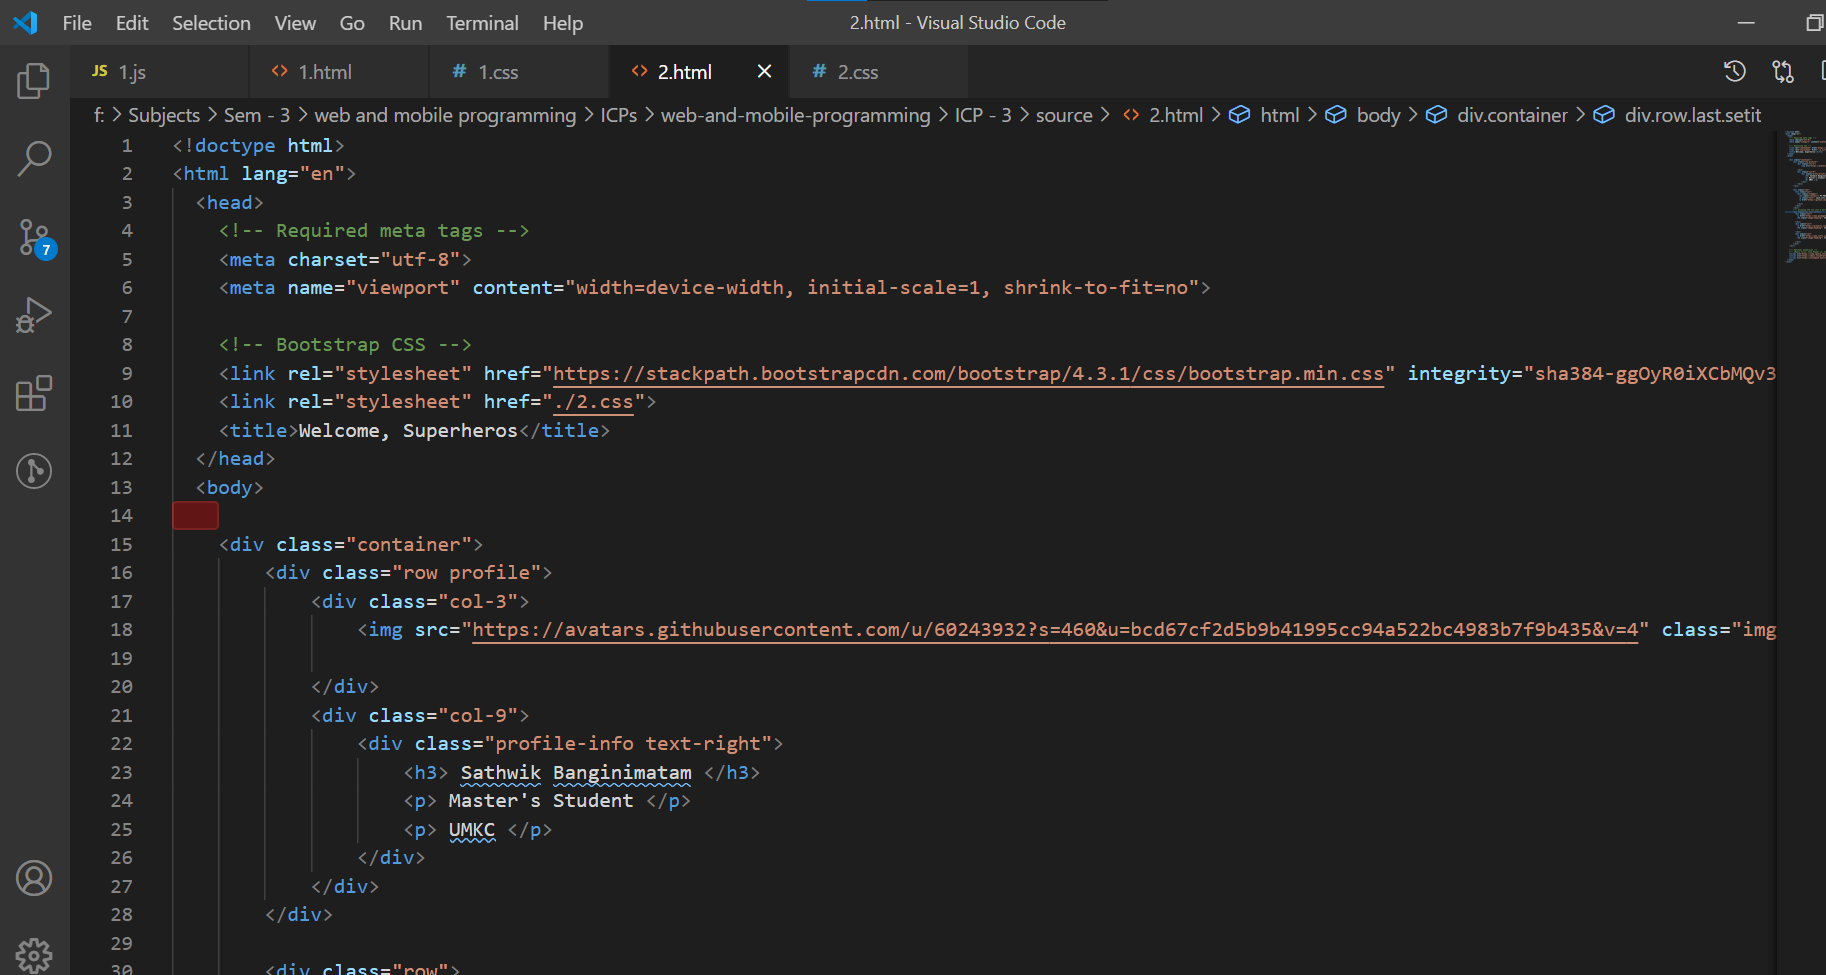 File Edit Selection View Go Run Terminal Help 2.html - Visual Studio Code
JS 1.js <> 1.html # 1.css <> 2.html # 2.css
f: > Subjects > Sem - 3 > web and mobile programming > ICPs > web-and-mobile-programming > ICP - 3 > source > <> 2.html > html > body > div.container > div.row.last.setit
1 <!doctype html>
2 <html lang="en">
3 <head>
4 <!-- Required meta tags -->
5 <meta charset="utf-8">
6 <meta name="viewport" content="width=device-width, initial-scale=1, shrink-to-fit=no">
7
7
8 <!-- Bootstrap CSS -->
9 <link rel="stylesheet" href="https://stackpath.bootstrapcdn.com/bootstrap/4.3.1/css/bootstrap.min.css" integrity="sha384-ggOyR0iXCbMQv3
10 <link rel="stylesheet" href="./2.css">
11 <title>Welcome, Superheros</title>
12 </head>
13 <body>
14
15 <div class="container">
16 <div class="row profile">
17 <div class="col-3">
18 <img src="https://avatars.githubusercontent.com/u/60243932?s=460&u=bcd67cf2d5b9b41995cc94a522bc4983b7f9b435&v=4" class="img
19
20 </div>
21 <div class="col-9">
22 <div class="profile-info text-right">
23 <h3> Sathwik Banginimatam </h3>
24 <p> Master's Student </p>
25 <p> UMKC </p>
26 </div>
27 </div>
28 </div>
29
30 <div class="row">